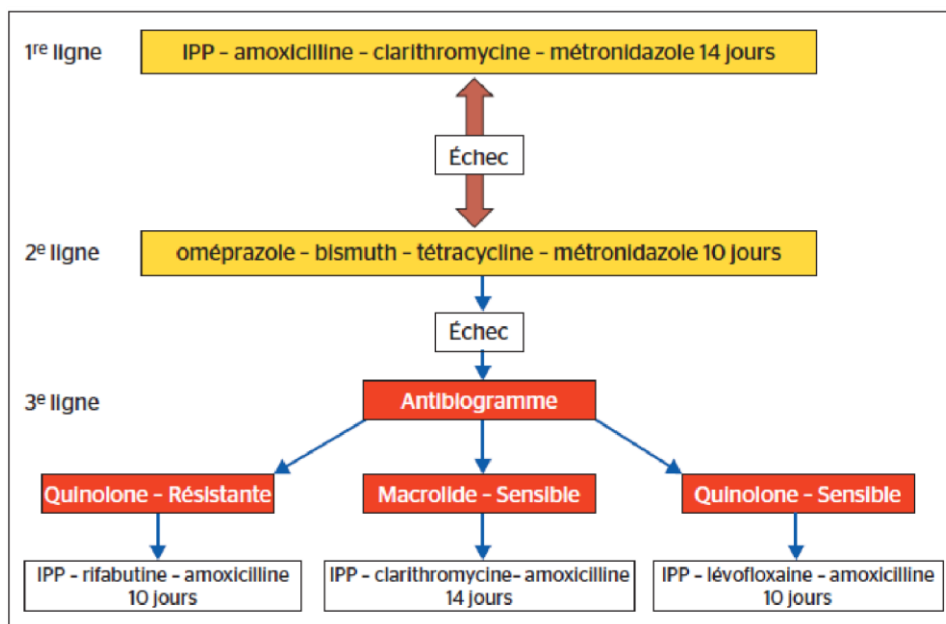 1re ligne
IPP - amoxicilline - clarithromycine - métronidazole 14 jours
Échec
2e ligne
oméprazole - bismuth - tétracycline - métronidazole 10 jours
Échec
3e ligne
Antibiogramme
Quinolone - Résistante
Macrolide - Sensible
Quinolone - Sensible
IPP - rifabutine - amoxicilline
10 jours
IPP - clarithromycine- amoxicilline
14 jours
IPP - lévofloxaine - amoxicilline
10 jours